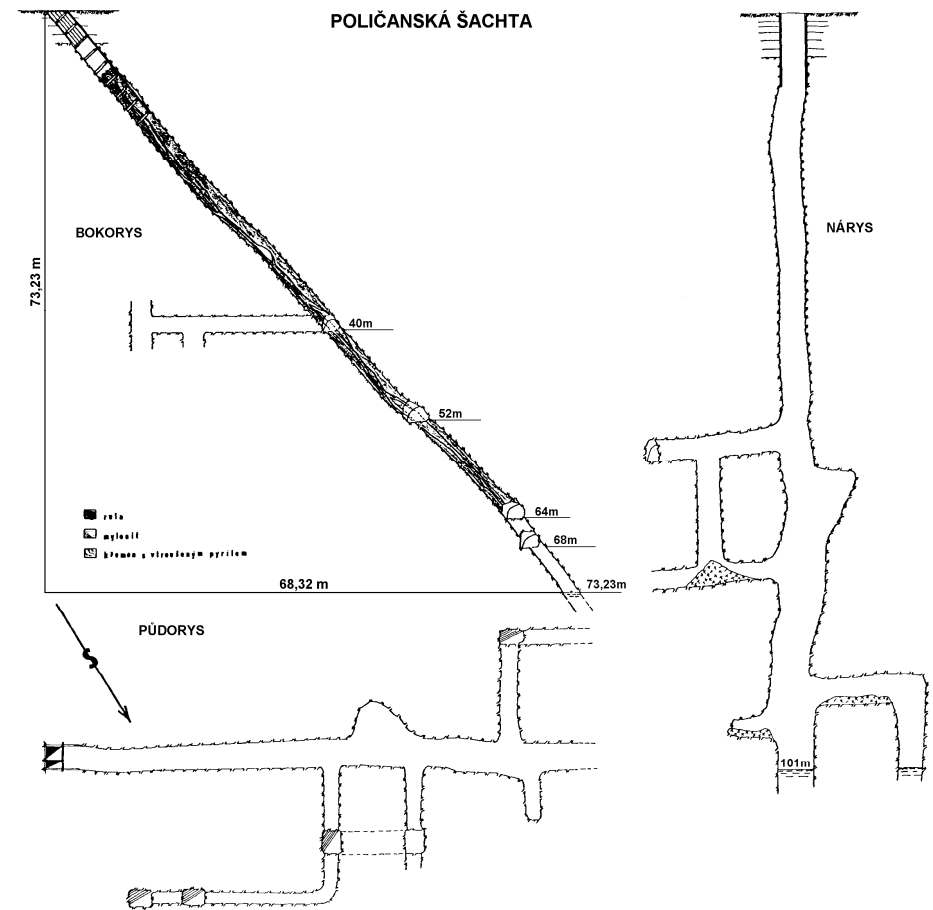 POLIČANSKÁ ŠACHTA
BOKORYS
NÁRYS
73,23 m
40m
52m
64m
68m
rula
mylonit
křemen s vtroušeným pyritem
68,32 m
73,23m
PŮDORYS
S
101m